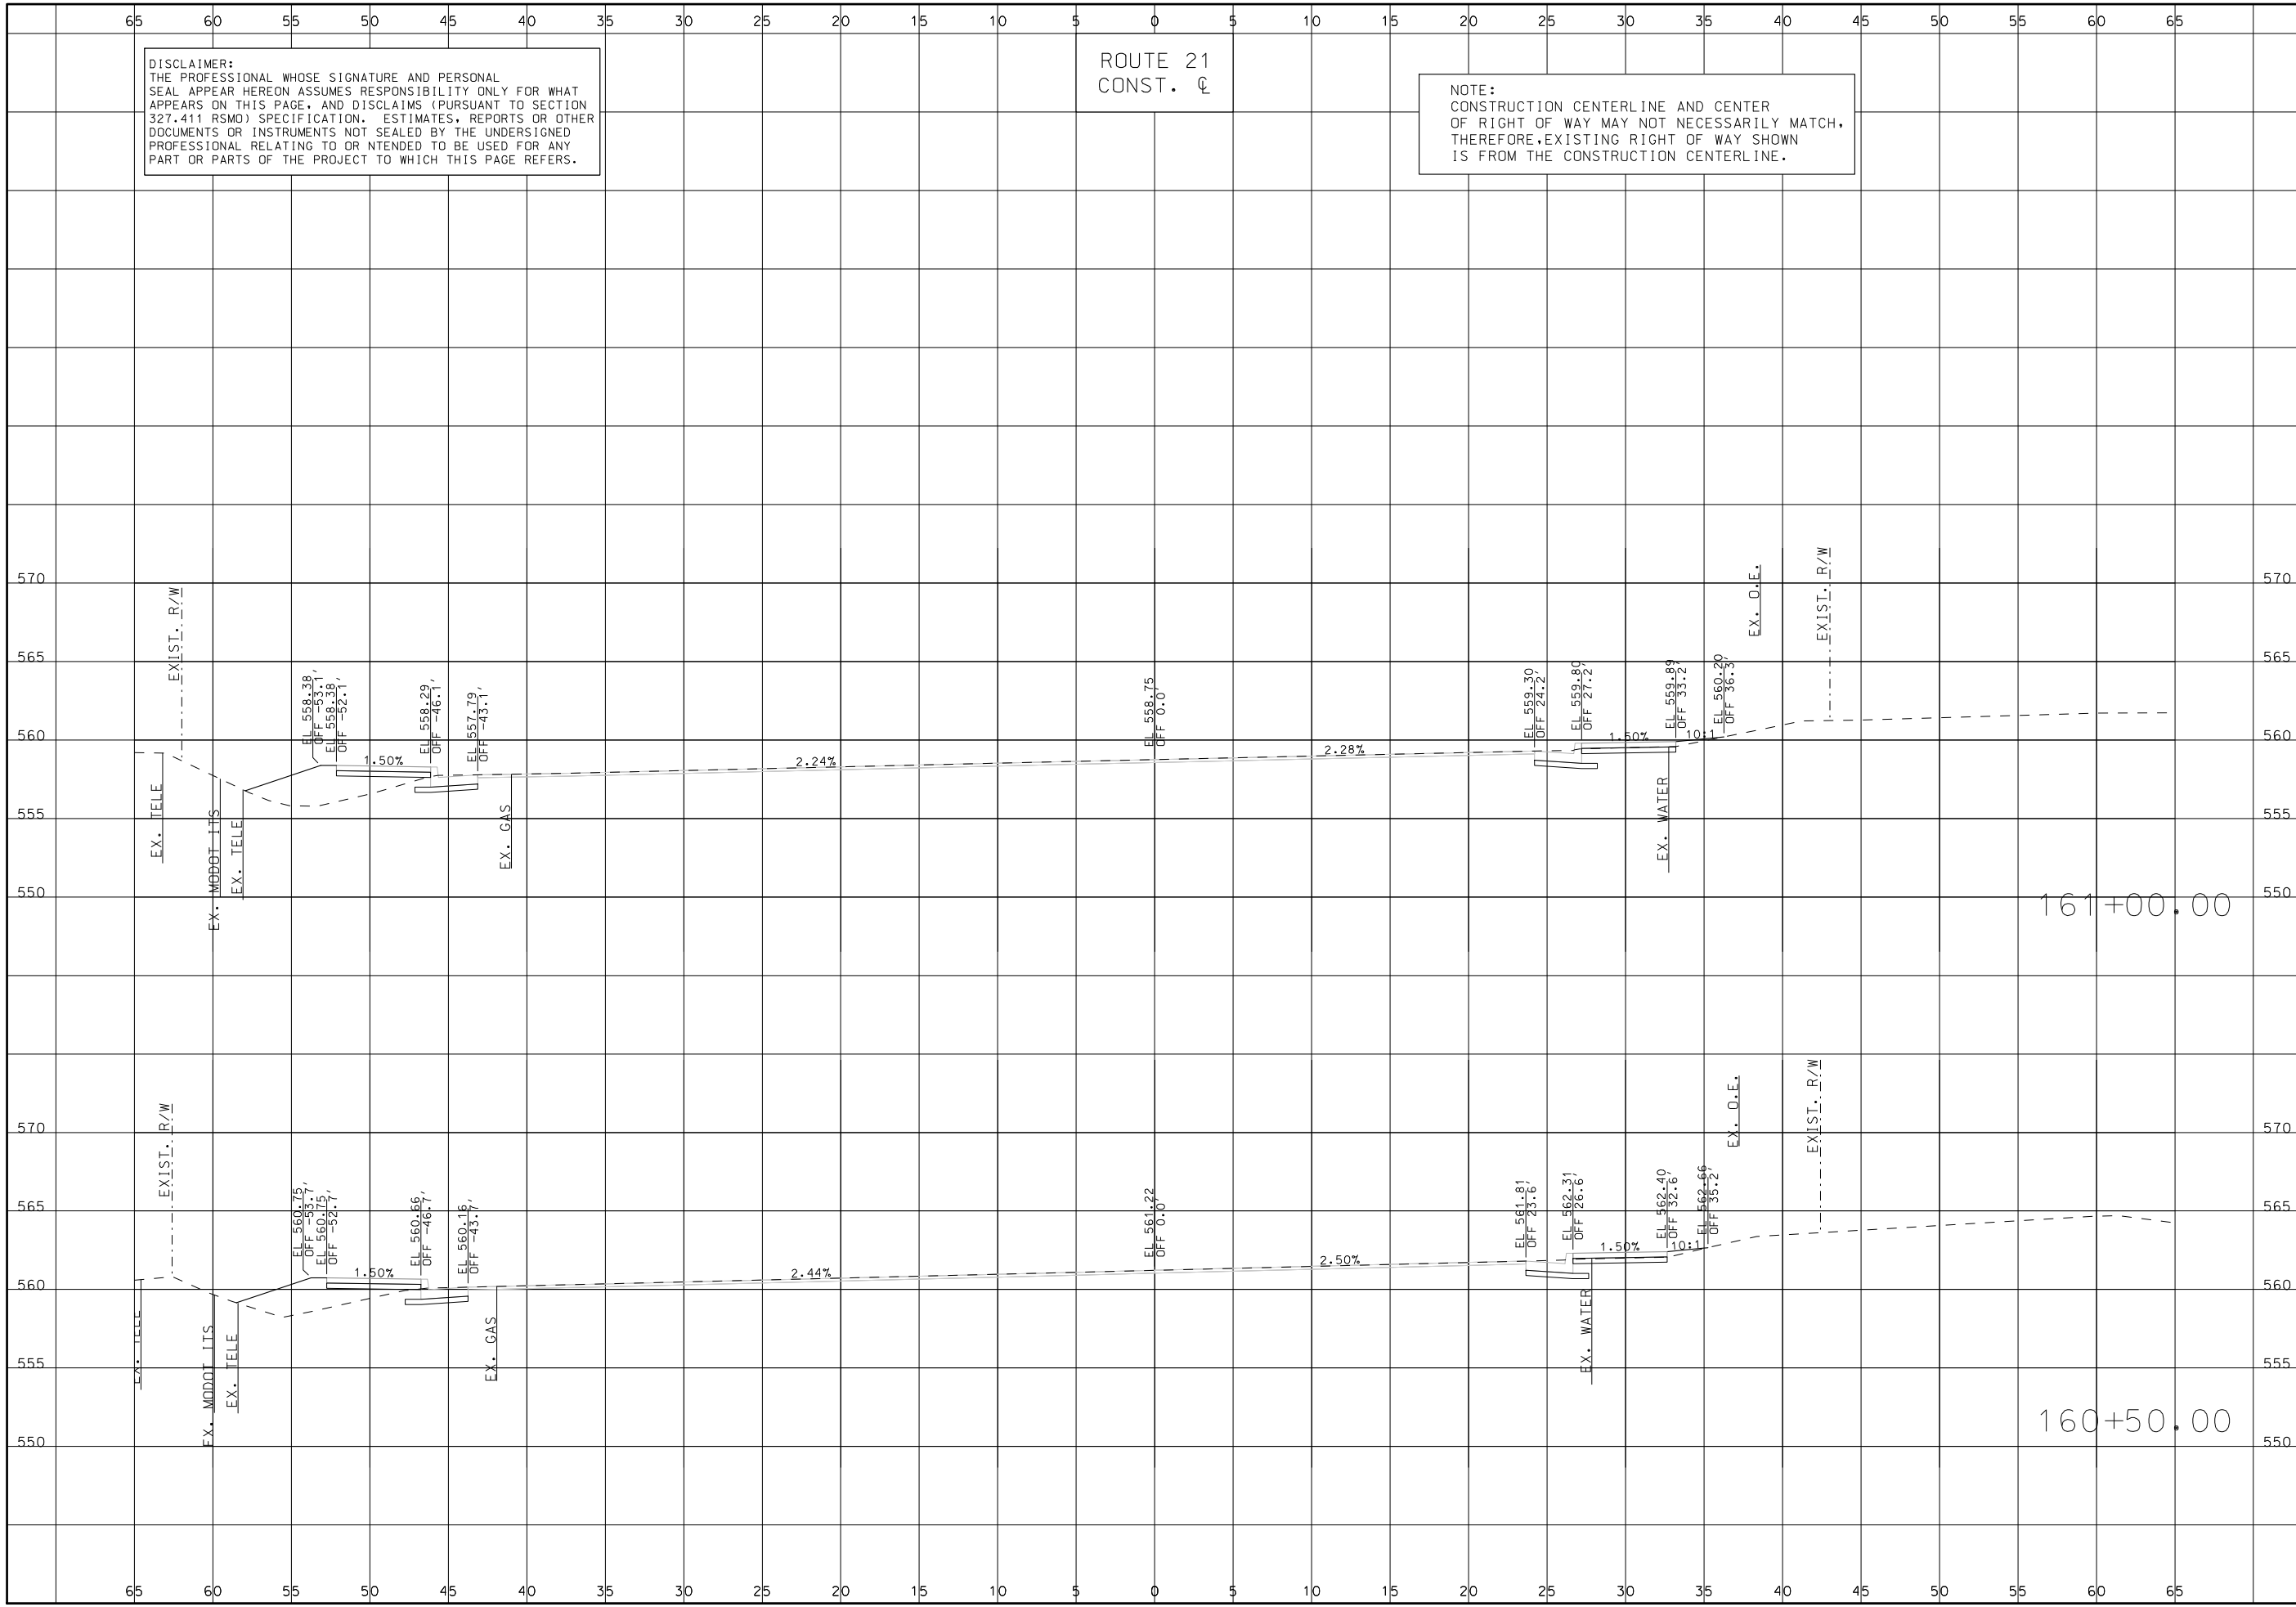 65 60 55 50 45 40 35 30 25 20 15 10 5 0 5 10 15 20 25 30 35 40 45 50 55 60 65
DISCLAIMER:
THE PROFESSIONAL WHOSE SIGNATURE AND PERSONAL
SEAL APPEAR HEREON ASSUMES RESPONSIBILITY ONLY FOR WHAT
APPEARS ON THIS PAGE, AND DISCLAIMS (PURSUANT TO SECTION
327.411 RSMO) SPECIFICATION. ESTIMATES, REPORTS OR OTHER
DOCUMENTS OR INSTRUMENTS NOT SEALED BY THE UNDERSIGNED
PROFESSIONAL RELATING TO OR NTENDED TO BE USED FOR ANY
PART OR PARTS OF THE PROJECT TO WHICH THIS PAGE REFERS.
ROUTE 21
CONST. ℄
NOTE:
CONSTRUCTION CENTERLINE AND CENTER
OF RIGHT OF WAY MAY NOT NECESSARILY MATCH,
THEREFORE,EXISTING RIGHT OF WAY SHOWN
IS FROM THE CONSTRUCTION CENTERLINE.
570 570
565 565
560 560
555 555
550 550
EXIST. R/W
EX. TELE
EX. MODOT ITS
EX. TELE
EL 558.38'
OFF -53.1'
EL 558.38
OFF -52.1'
1.50%
EL 558.29
OFF -46.1'
EL 557.79
OFF -43.1'
EX. GAS
2.24%
EL 558.75
OFF 0.0'
2.28%
EL 559.30
OFF 24.2'
EL 559.80
OFF 27.2'
1.50%
EX. WATER
EL 559.89
OFF 33.2'
10:1
EL 560.20
OFF 36.3'
EX. O.E.
EXIST. R/W
161+00.00
570 570
565 565
560 560
555 555
550 550
EXIST. R/W
EX. TELE
EX. MODOT ITS
EX. TELE
EL 560.75'
OFF -53.7'
EL 560.75
OFF -52.7'
1.50%
EL 560.66
OFF -46.7'
EL 560.16
OFF -43.7'
EX. GAS
2.44%
EL 561.22
OFF 0.0'
2.50%
EL 561.81
OFF 23.6'
EL 562.31
OFF 26.6'
1.50%
EX. WATER
EL 562.40
OFF 32.6'
10:1
EL 562.66
OFF 35.2'
EX. O.E.
EXIST. R/W
160+50.00
65 60 55 50 45 40 35 30 25 20 15 10 5 0 5 10 15 20 25 30 35 40 45 50 55 60 65